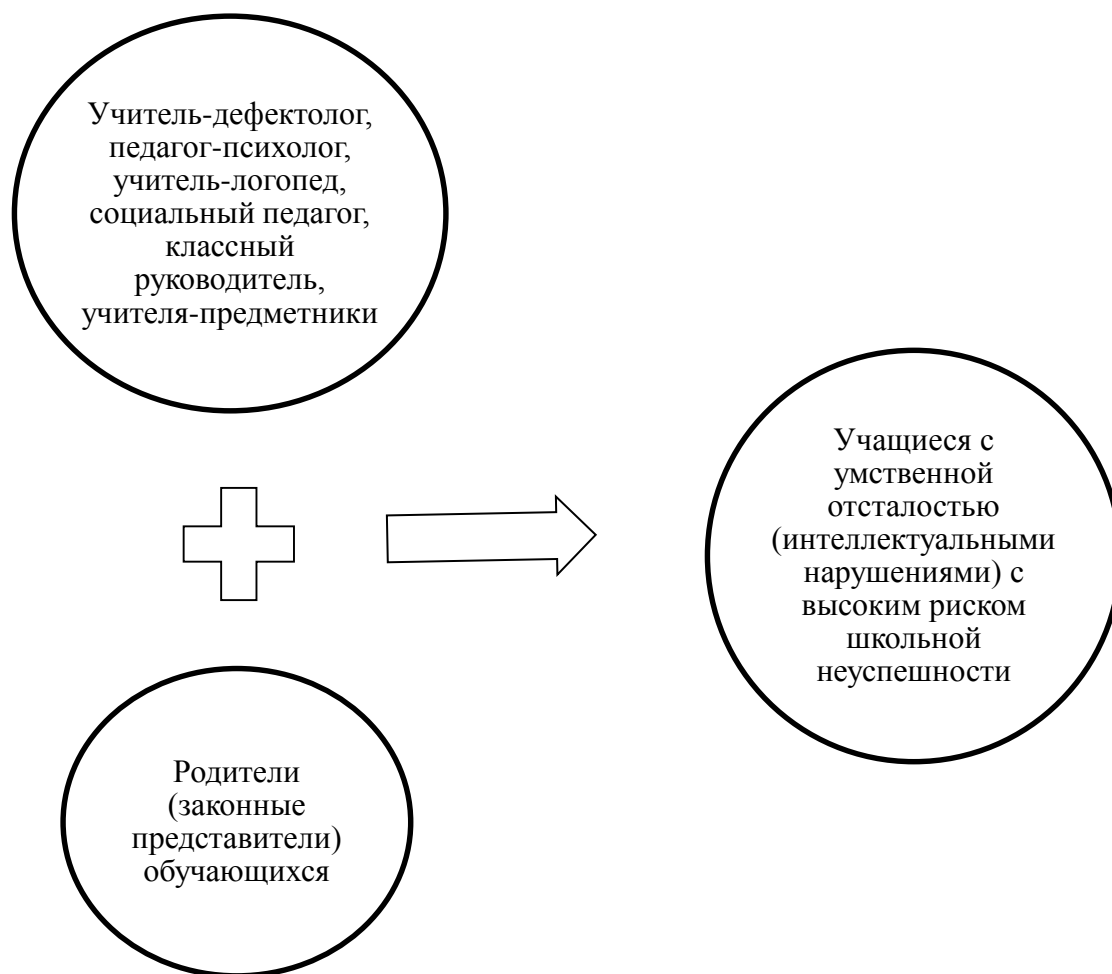 Учитель-дефектолог,
педагог-психолог,
учитель-логопед,
социальный педагог,
классный
руководитель,
учителя-предметники
Учащиеся с
умственной
отсталостью
(интеллектуальными
нарушениями) с
высоким риском
школьной
неуспешности
Родители
(законные
представители)
обучающихся